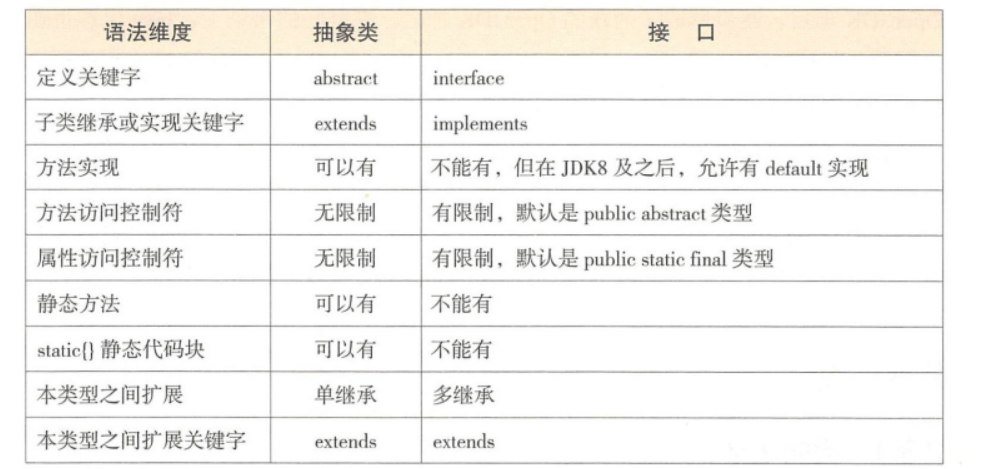 语法维度 抽象类 接 口
定义关键字 abstract interface
子类继承或实现关键字 extends implements
方法实现 可以有 不能有，但在 JDK8 及之后，允许有 default 实现
方法访问控制符 无限制 有限制，默认是 public abstract 类型
属性访问控制符 无限制 有限制，默认是 public static final 类型
静态方法 可以有 不能有
static{} 静态代码块 可以有 不能有
本类型之间扩展 单继承 多继承
本类型之间扩展关键字 extends extends